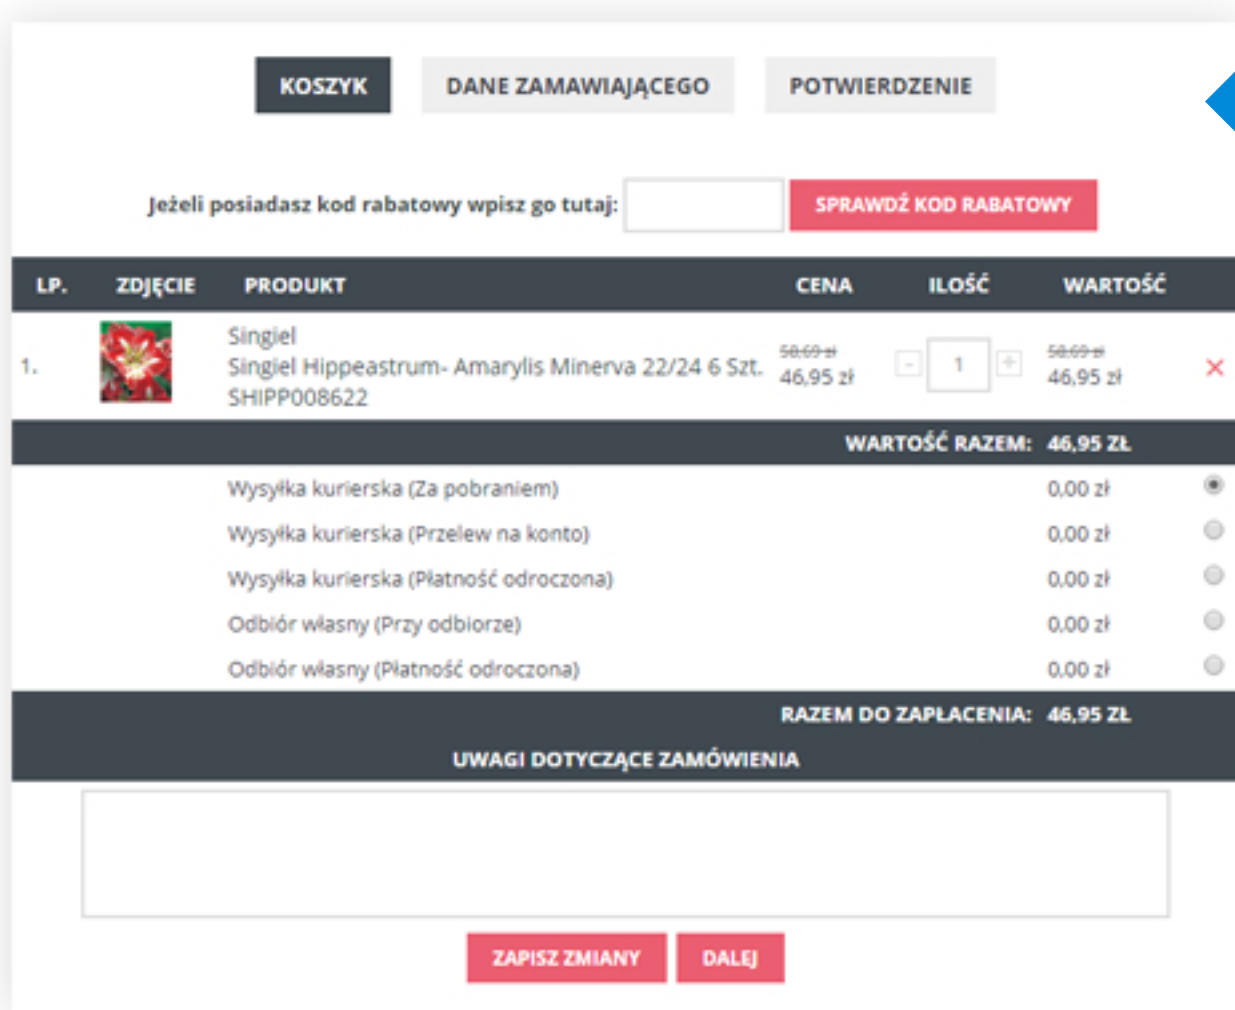 KOSZYK DANE ZAMAWIAJĄCEGO POTWIERDZENIE
Jeżeli posiadasz kod rabatowy wpisz go tutaj: SPRAWDŹ KOD RABATOWY
LP. ZDJĘCIE PRODUKT CENA ILOŚĆ WARTOŚĆ
Singiel
1. Singiel Hippeastrum- Amarylis Minerva 22/24 6 Szt. 58,69 zł 46,95 zł - 1 + 58,69 zł 46,95 zł
SHIPP008622
WARTOŚĆ RAZEM: 46,95 ZŁ
Wysyłka kurierska (Za pobraniem) 0,00 zł
Wysyłka kurierska (Przelew na konto) 0,00 zł
Wysyłka kurierska (Płatność odroczona) 0,00 zł
Odbiór własny (Przy odbiorze) 0,00 zł
Odbiór własny (Płatność odroczona) 0,00 zł
RAZEM DO ZAPŁACENIA: 46,95 ZŁ
UWAGI DOTYCZĄCE ZAMÓWIENIA
ZAPISZ ZMIANY DALEJ